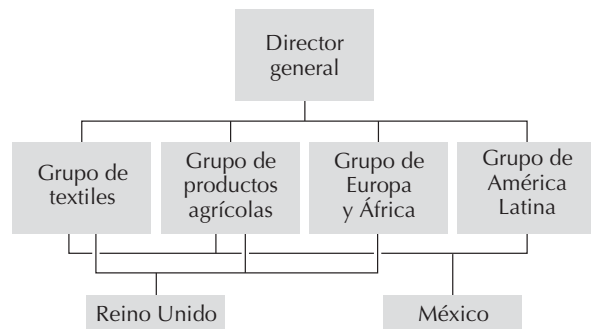 Director
general
Grupo de
textiles
Grupo de
productos
agrícolas
Grupo de
Europa
y África
Grupo de
América
Latina
Reino Unido
México